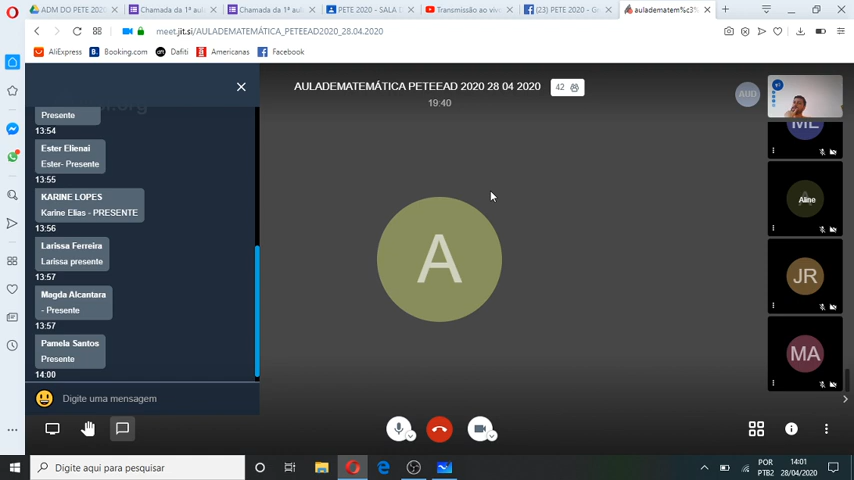 ADM DO PETE 2020
Chamada da 1ª aul
Chamada da 1ª aul
PETE 2020 - SALA D
Transmissão ao vivo
(23) PETE 2020 - G
auladematem%c3%
meet.jit.si/AULADEMATEMÁTICA_PETEEAD2020_28.04.2020
AliExpress
Booking.com
Dafiti
Americanas
Facebook
AULADEMATEMÁTICA PETEEAD 2020 28 04 2020
42
19:40
AUD
Presente
13:54
Ester Elienai
Ester- Presente
13:55
KARINE LOPES
Karine Elias - PRESENTE
13:56
Larissa Ferreira
Larissa presente
13:57
Magda Alcantara
- Presente
13:57
Pamela Santos
Presente
14:00
Digite uma mensagem
A
ME
Aline
JR
MA
Digite aqui para pesquisar
POR
PTB2
14:01
28/04/2020